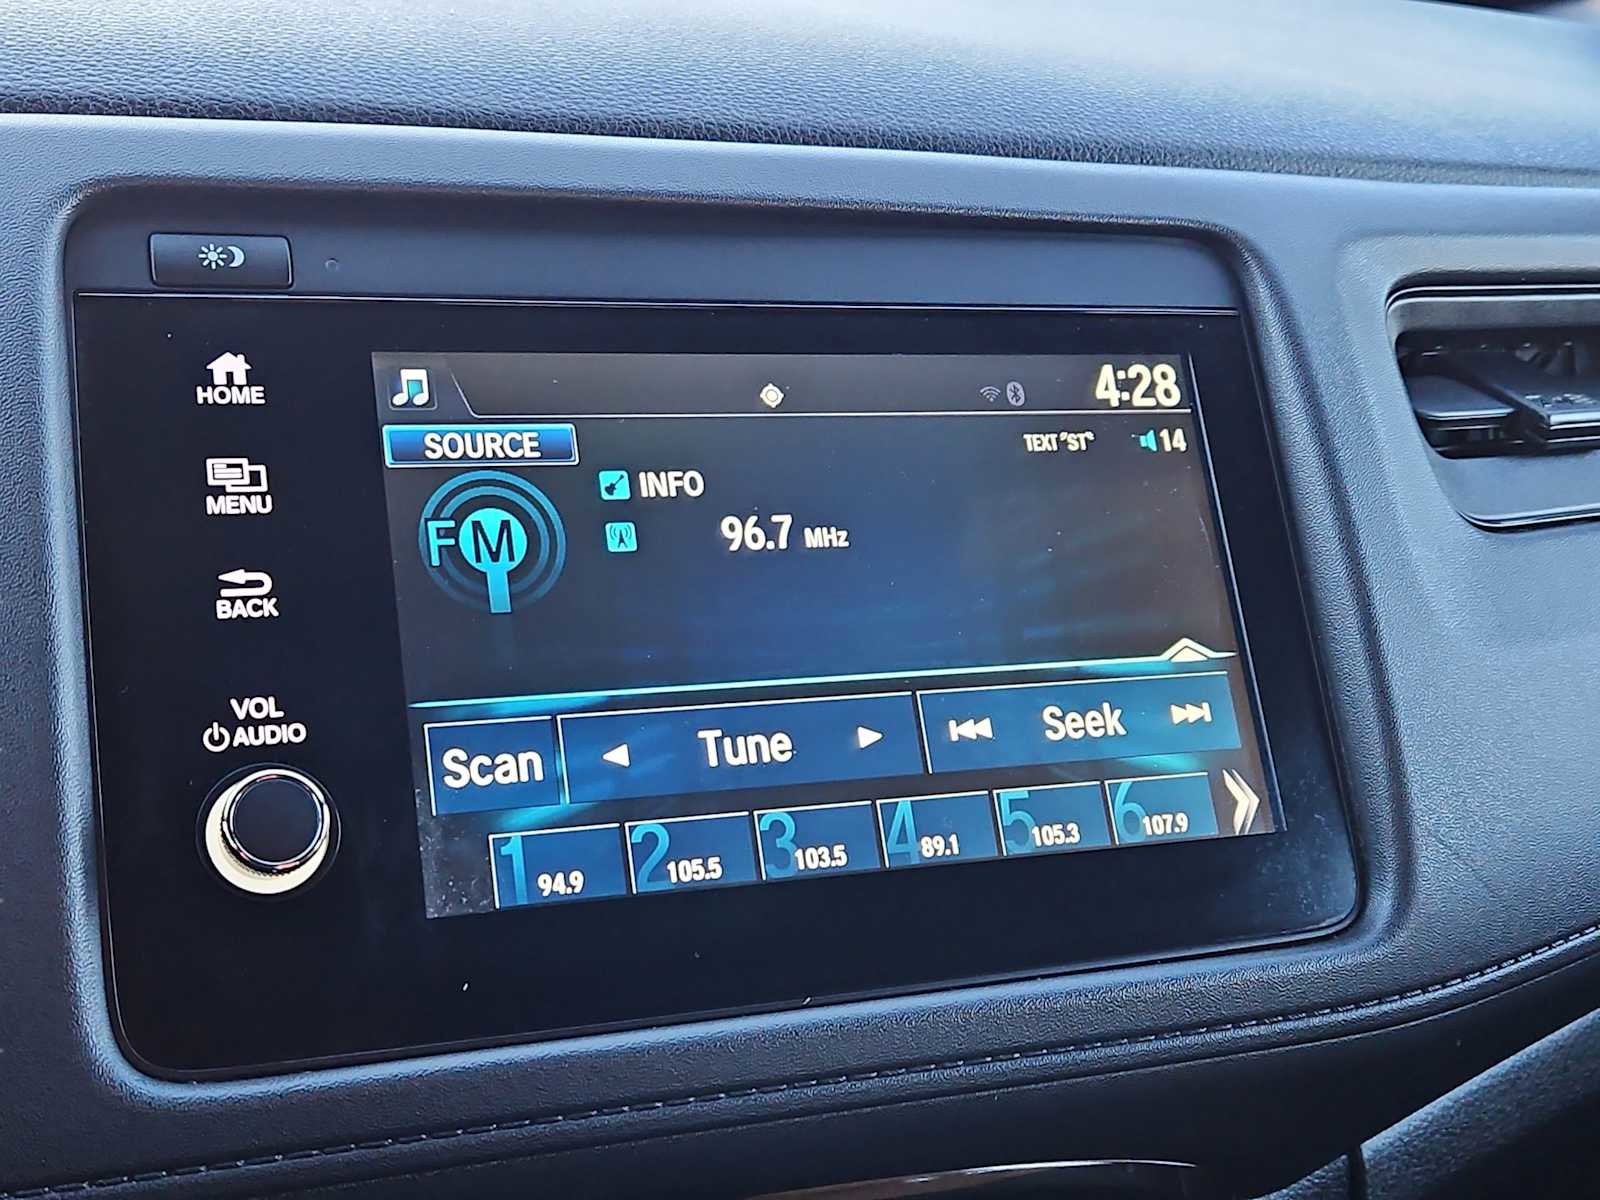 HOME
MENU
BACK
VOL
AUDIO
4:28
SOURCE
TEXT "ST"
14
FM
INFO
96.7 MHz
Scan
Tune
Seek
1 94.9
2 105.5
3 103.5
4 89.1
5 105.3
6 107.9